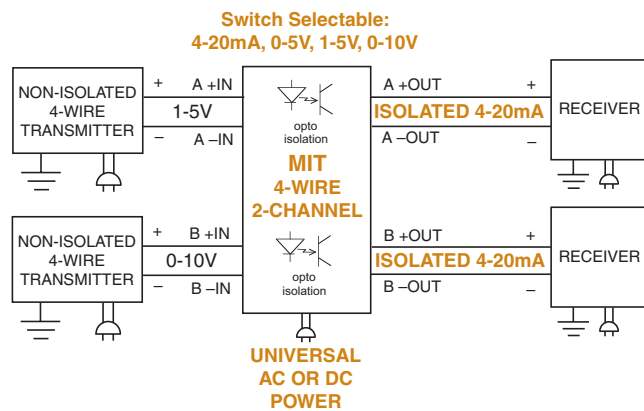 Switch Selectable:
4-20mA, 0-5V, 1-5V, 0-10V
NON-ISOLATED
4-WIRE
TRANSMITTER
+ A +IN
1-5V
– A –IN
opto
isolation
MIT
4-WIRE
2-CHANNEL
A +OUT +
ISOLATED 4-20mA
A –OUT –
RECEIVER
NON-ISOLATED
4-WIRE
TRANSMITTER
+ B +IN
0-10V
– B –IN
opto
isolation
B +OUT +
ISOLATED 4-20mA
B –OUT –
RECEIVER
UNIVERSAL
AC OR DC
POWER